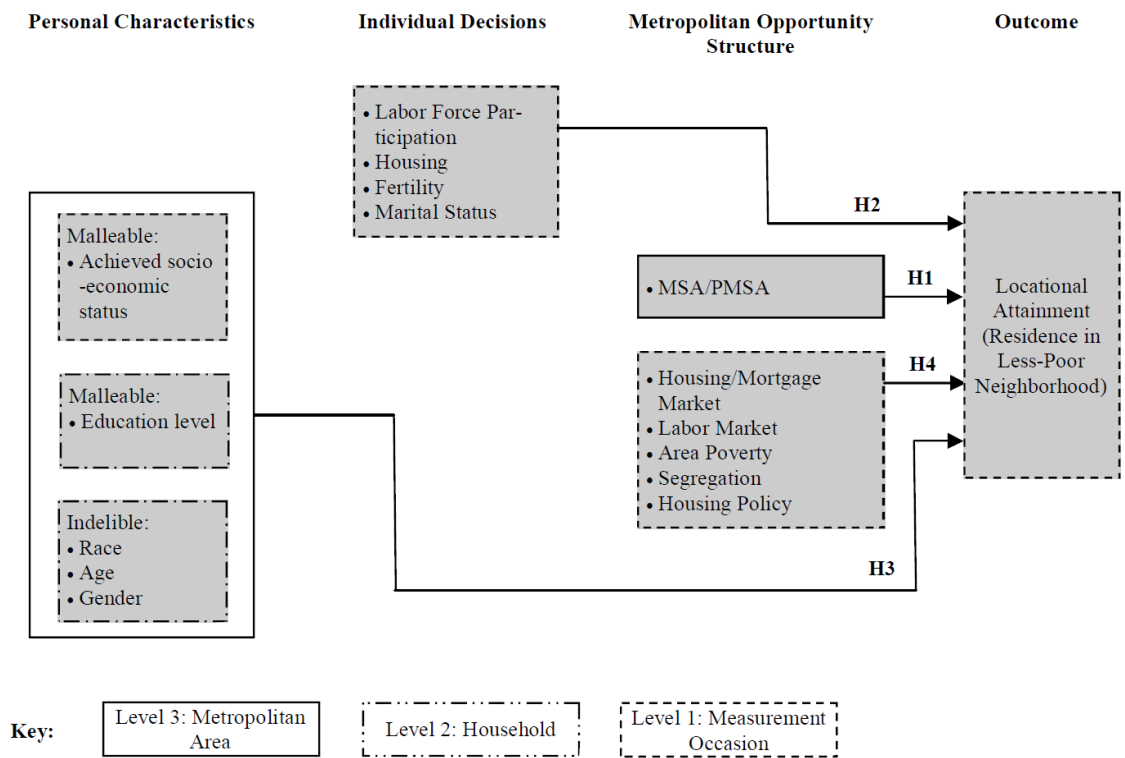 Personal Characteristics
Individual Decisions
Metropolitan Opportunity
Structure
Outcome
• Labor Force Par-
ticipation
• Housing
• Fertility
• Marital Status
Malleable:
• Achieved socio
-economic
status
Malleable:
• Education level
Indelible:
• Race
• Age
• Gender
• MSA/PMSA
• Housing/Mortgage
Market
• Labor Market
• Area Poverty
• Segregation
• Housing Policy
H2
H1
H4
H3
Locational
Attainment
(Residence in
Less-Poor
Neighborhood)
Key:
Level 3: Metropolitan
Area
Level 2: Household
Level 1: Measurement
Occasion